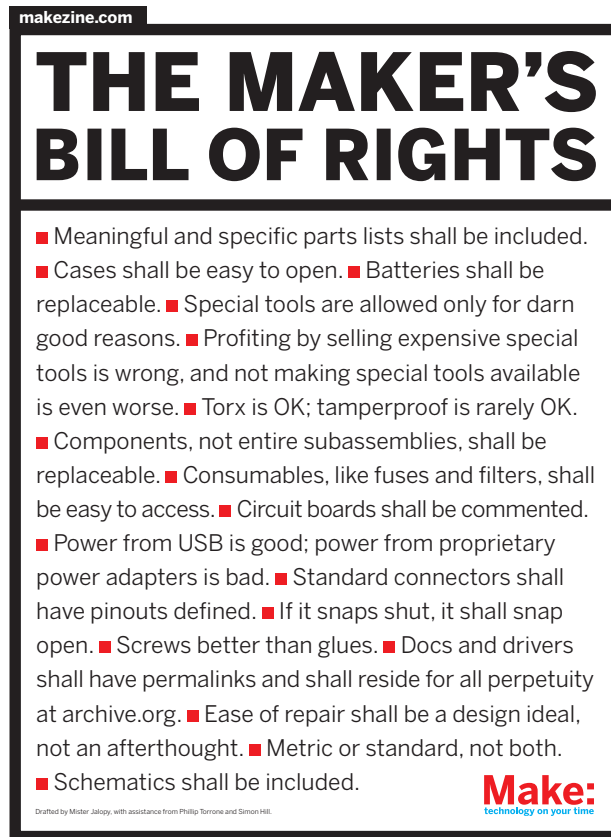 makezine.com
THE MAKER’S
BILL OF RIGHTS
■ Meaningful and specific parts lists shall be included.
■ Cases shall be easy to open. ■ Batteries shall be
replaceable. ■ Special tools are allowed only for darn
good reasons. ■ Profiting by selling expensive special
tools is wrong, and not making special tools available
is even worse. ■ Torx is OK; tamperproof is rarely OK.
■ Components, not entire subassemblies, shall be
replaceable. ■ Consumables, like fuses and filters, shall
be easy to access. ■ Circuit boards shall be commented.
■ Power from USB is good; power from proprietary
power adapters is bad. ■ Standard connectors shall
have pinouts defined. ■ If it snaps shut, it shall snap
open. ■ Screws better than glues. ■ Docs and drivers
shall have permalinks and shall reside for all perpetuity
at archive.org. ■ Ease of repair shall be a design ideal,
not an afterthought. ■ Metric or standard, not both.
■ Schematics shall be included.
Make:
technology on your time
Drafted by Mister Jalopy, with assistance from Phillip Torrone and Simon Hill.